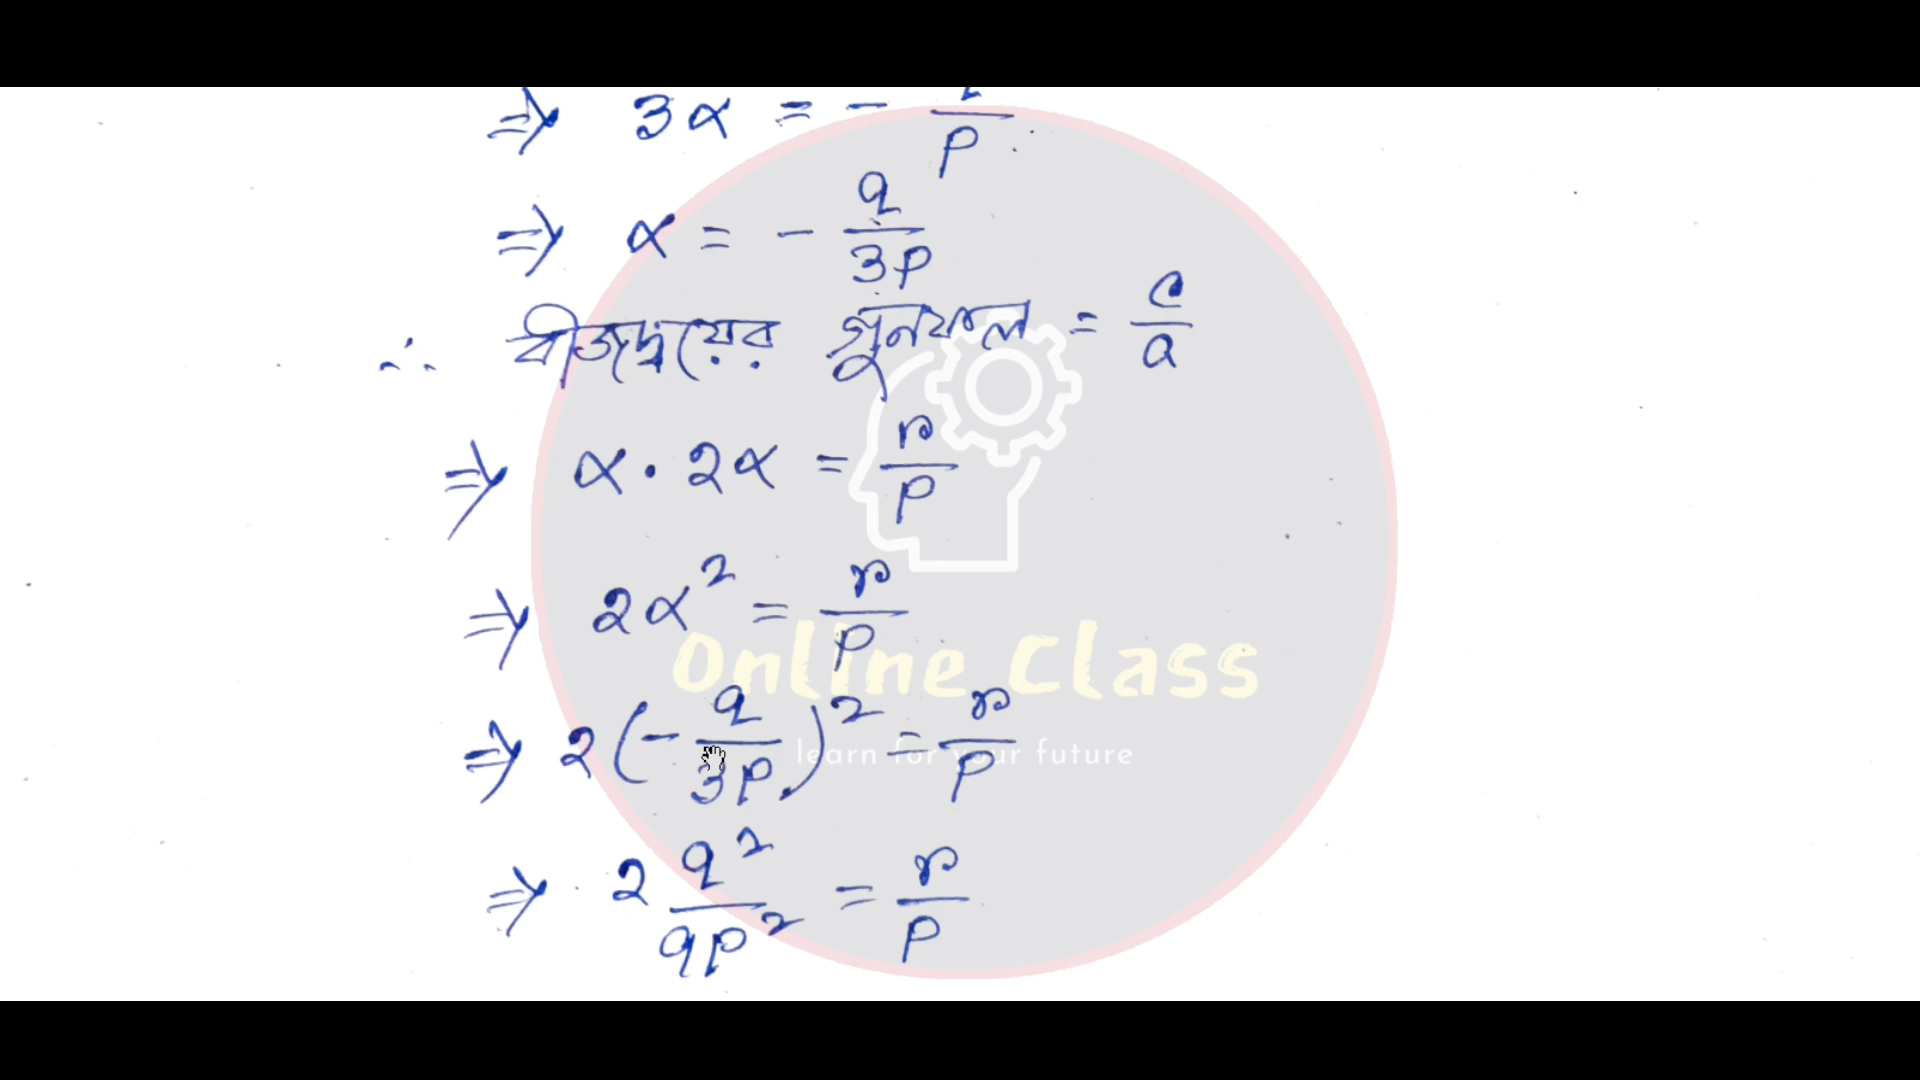 ⇒ 3α = - q/p
⇒ α = - q/3p
∴ বীজদ্বয়ের গুনফল = c/a
⇒ α · 2α = r/p
⇒ 2α² = r/p
Online Class
⇒ 2(- q/3p)² = r/p
learn for your future
⇒ 2 q²/9p² = r/p